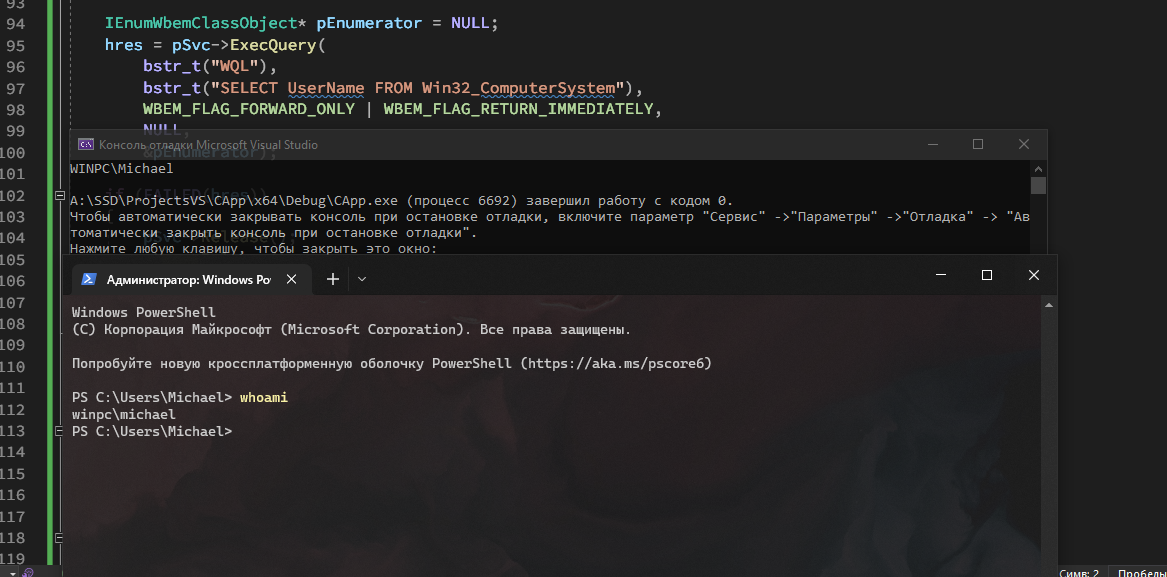 93
94 IEnumWbemClassObject* pEnumerator = NULL;
95 hres = pSvc->ExecQuery(
96 bstr_t("WQL"),
97 bstr_t("SELECT UserName FROM Win32_ComputerSystem"),
98 WBEM_FLAG_FORWARD_ONLY | WBEM_FLAG_RETURN_IMMEDIATELY,
99 NULL,
100 &pEnumerator);
101
102 if (FAILED(hres))
103
104 pSvc->Release();
105
106
107
108
109
110
111
112
113
114
115
116
117
118
119
Консоль отладки Microsoft Visual Studio
WINPC\Michael
A:\SSD\ProjectsVS\CApp\x64\Debug\CApp.exe (процесс 6692) завершил работу с кодом 0.
Чтобы автоматически закрывать консоль при остановке отладки, включите параметр "Сервис" ->"Параметры" ->"Отладка" -> "Ав
томатически закрыть консоль при остановке отладки".
Нажмите любую клавишу, чтобы закрыть это окно:
Администратор: Windows Po
Windows PowerShell
(C) Корпорация Майкрософт (Microsoft Corporation). Все права защищены.
Попробуйте новую кроссплатформенную оболочку PowerShell (https://aka.ms/pscore6)
PS C:\Users\Michael> whoami
winpc\michael
PS C:\Users\Michael>
Симв: 2 Пробелы